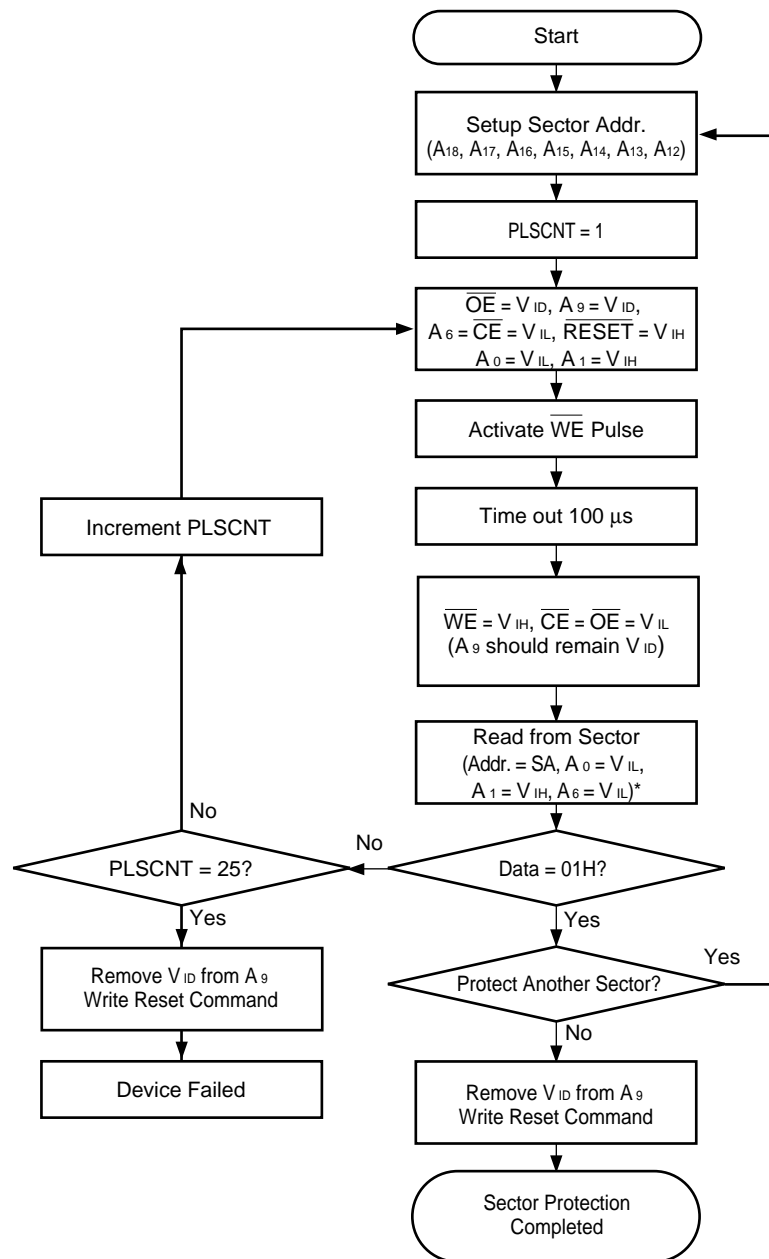 Start
Setup Sector Addr.
(A18, A17, A16, A15, A14, A13, A12)
PLSCNT = 1
OE = VID, A9 = VID,
A6 = CE = VIL, RESET = VIH
A0 = VIL, A1 = VIH
Activate WE Pulse
Time out 100 μs
Increment PLSCNT
WE = VIH, CE = OE = VIL
(A9 should remain VID)
Read from Sector
(Addr. = SA, A0 = VIL,
A1 = VIH, A6 = VIL)*
No
No
PLSCNT = 25?
Data = 01H?
Yes
Yes
Remove VID from A9
Write Reset Command
Protect Another Sector?
Yes
No
Device Failed
Remove VID from A9
Write Reset Command
Sector Protection
Completed